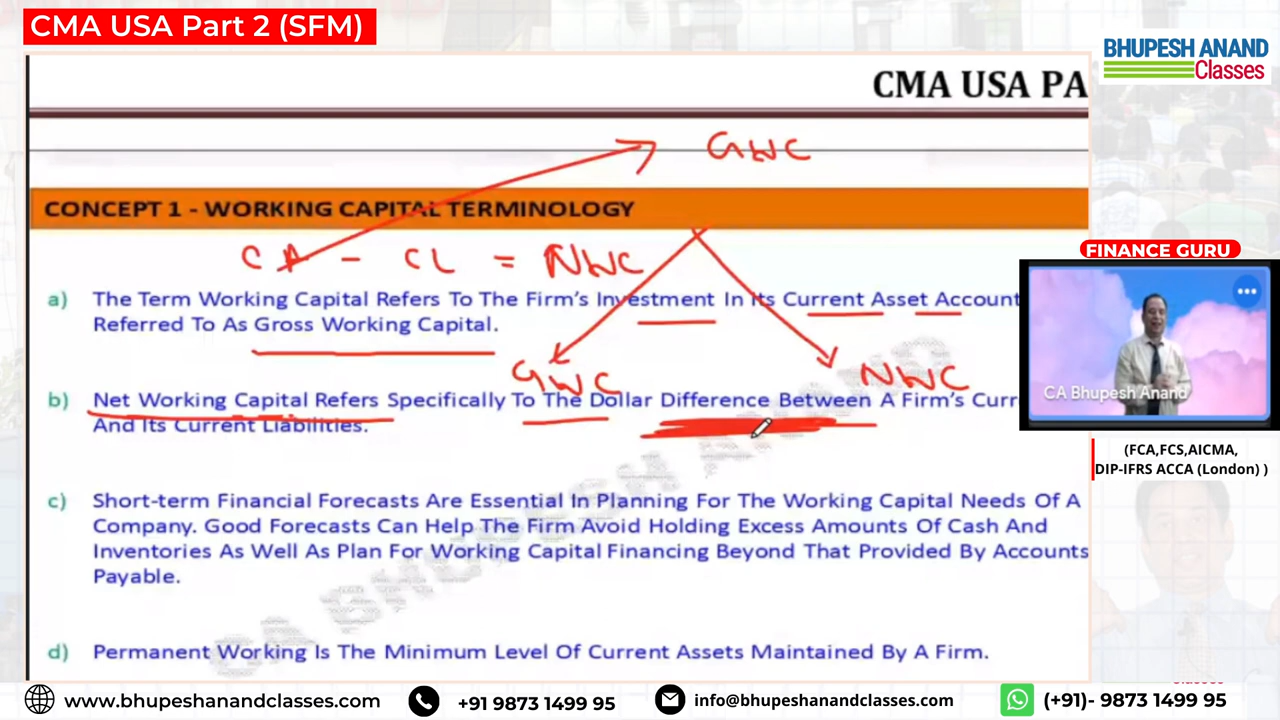 CMA USA Part 2 (SFM)
BHUPESH ANAND
Classes
CMA USA PA
GWC
CONCEPT 1 - WORKING CAPITAL TERMINOLOGY
CA - CL = NWC
FINANCE GURU
a) The Term Working Capital Refers To The Firm's Investment In Its Current Asset Account
Referred To As Gross Working Capital.
GWC
NWC
CA Bhupesh Anand
b) Net Working Capital Refers Specifically To The Dollar Difference Between A Firm's Curr
And Its Current Liabilities.
(FCA,FCS,AICMA,
DIP-IFRS ACCA (London) )
c) Short-term Financial Forecasts Are Essential In Planning For The Working Capital Needs Of A
Company. Good Forecasts Can Help The Firm Avoid Holding Excess Amounts Of Cash And
Inventories As Well As Plan For Working Capital Financing Beyond That Provided By Accounts
Payable.
CA BHUPESH ANAND
d) Permanent Working Is The Minimum Level Of Current Assets Maintained By A Firm.
Classes
www.bhupeshanandclasses.com
+91 9873 1499 95
info@bhupeshanandclasses.com
(+91)- 9873 1499 95